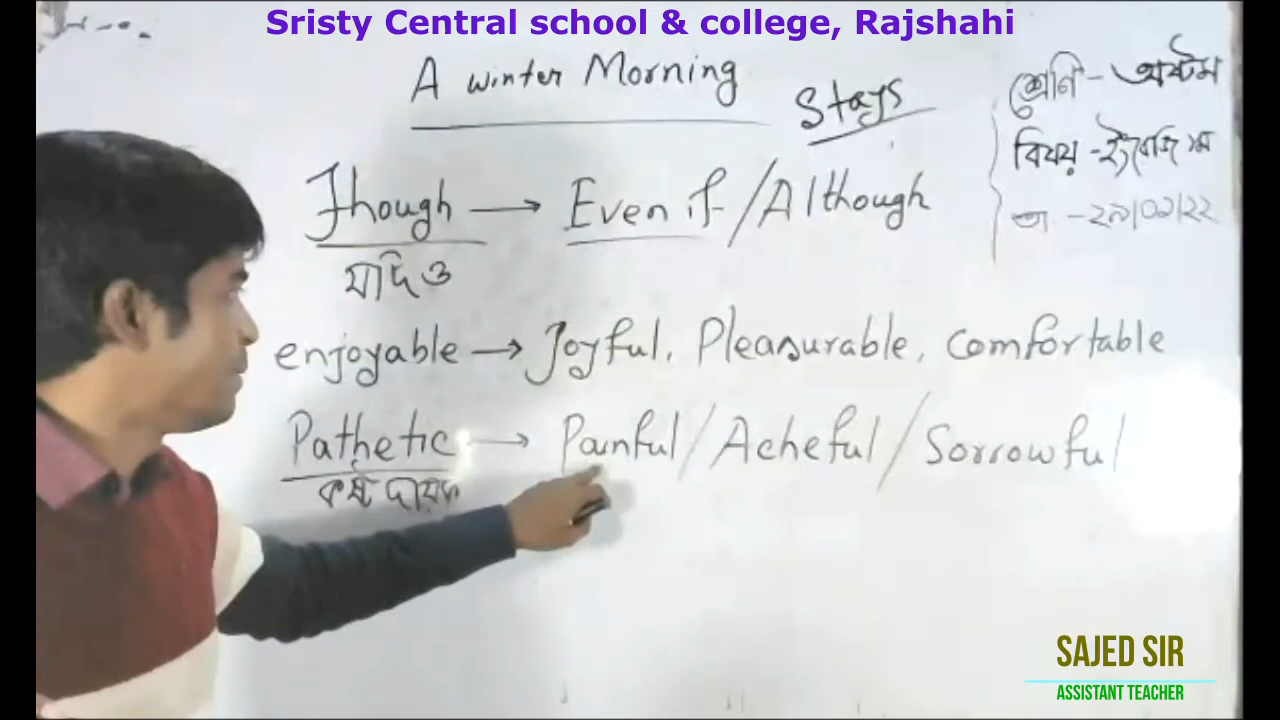 Sristy Central school & college, Rajshahi
A winter Morning
Stays
শ্রেণি - অষ্টম
বিষয় - ইংরেজি ১ম
Though → Even if / Although
যদিও
enjoyable → Joyful, Pleasurable, Comfortable
Pathetic → Painful / Acheful / Sorrowful
কষ্ট দায়ক
SAJED SIR
ASSISTANT TEACHER